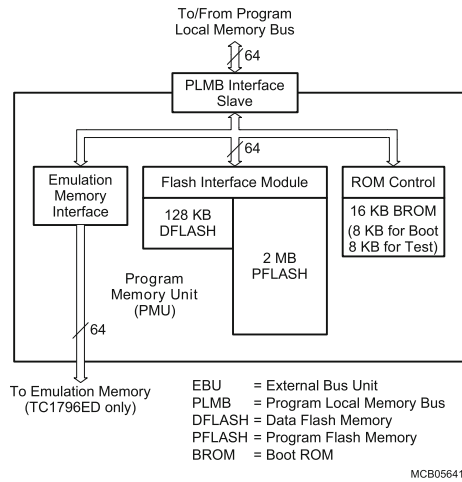 To/From Program
Local Memory Bus
64
PLMB Interface
Slave
64
Emulation
Memory
Interface
Flash Interface Module
128 KB
DFLASH
2 MB
PFLASH
ROM Control
16 KB BROM
(8 KB for Boot
8 KB for Test)
Program
Memory Unit
(PMU)
64
To Emulation Memory
(TC1796ED only)
EBU = External Bus Unit
PLMB = Program Local Memory Bus
DFLASH = Data Flash Memory
PFLASH = Program Flash Memory
BROM = Boot ROM
MCB05641